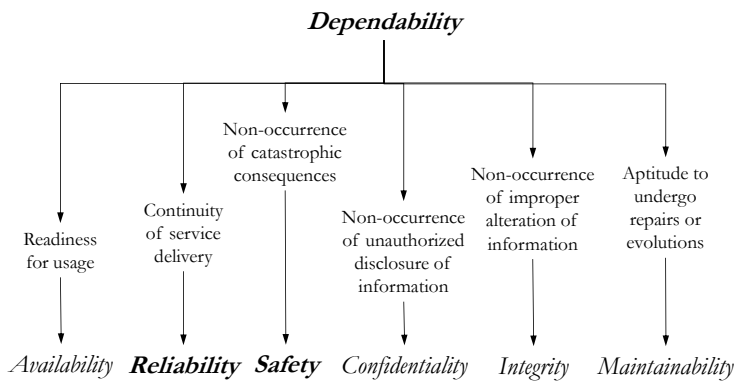 Dependability
Non-occurrence
of catastrophic
consequences
Non-occurrence
of improper
alteration of
information
Aptitude to
undergo
repairs or
evolutions
Continuity
of service
delivery
Non-occurrence
of unauthorized
disclosure of
information
Readiness
for usage
Availability Reliability Safety Confidentiality Integrity Maintainability